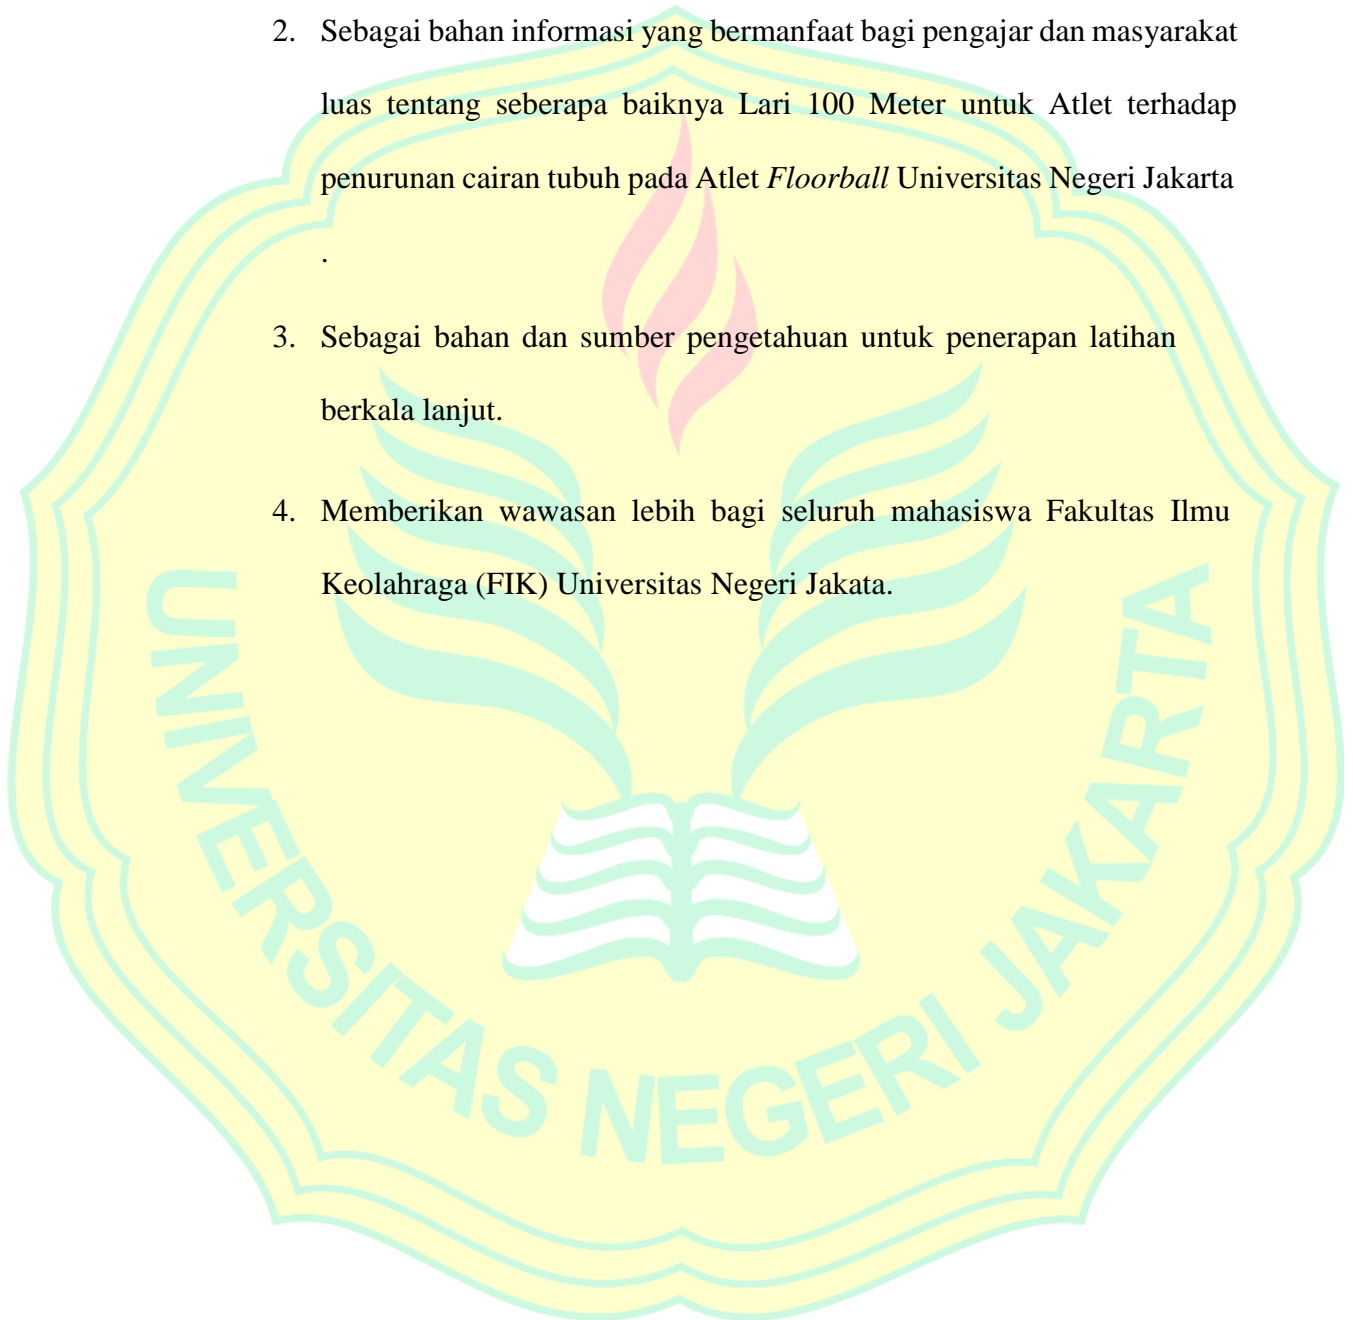 2. Sebagai bahan informasi yang bermanfaat bagi pengajar dan masyarakat
luas tentang seberapa baiknya Lari 100 Meter untuk Atlet terhadap
penurunan cairan tubuh pada Atlet Floorball Universitas Negeri Jakarta
.
3. Sebagai bahan dan sumber pengetahuan untuk penerapan latihan
berkala lanjut.
4. Memberikan wawasan lebih bagi seluruh mahasiswa Fakultas Ilmu
Keolahraga (FIK) Universitas Negeri Jakata.
UNIVERSITAS NEGERI JAKARTA